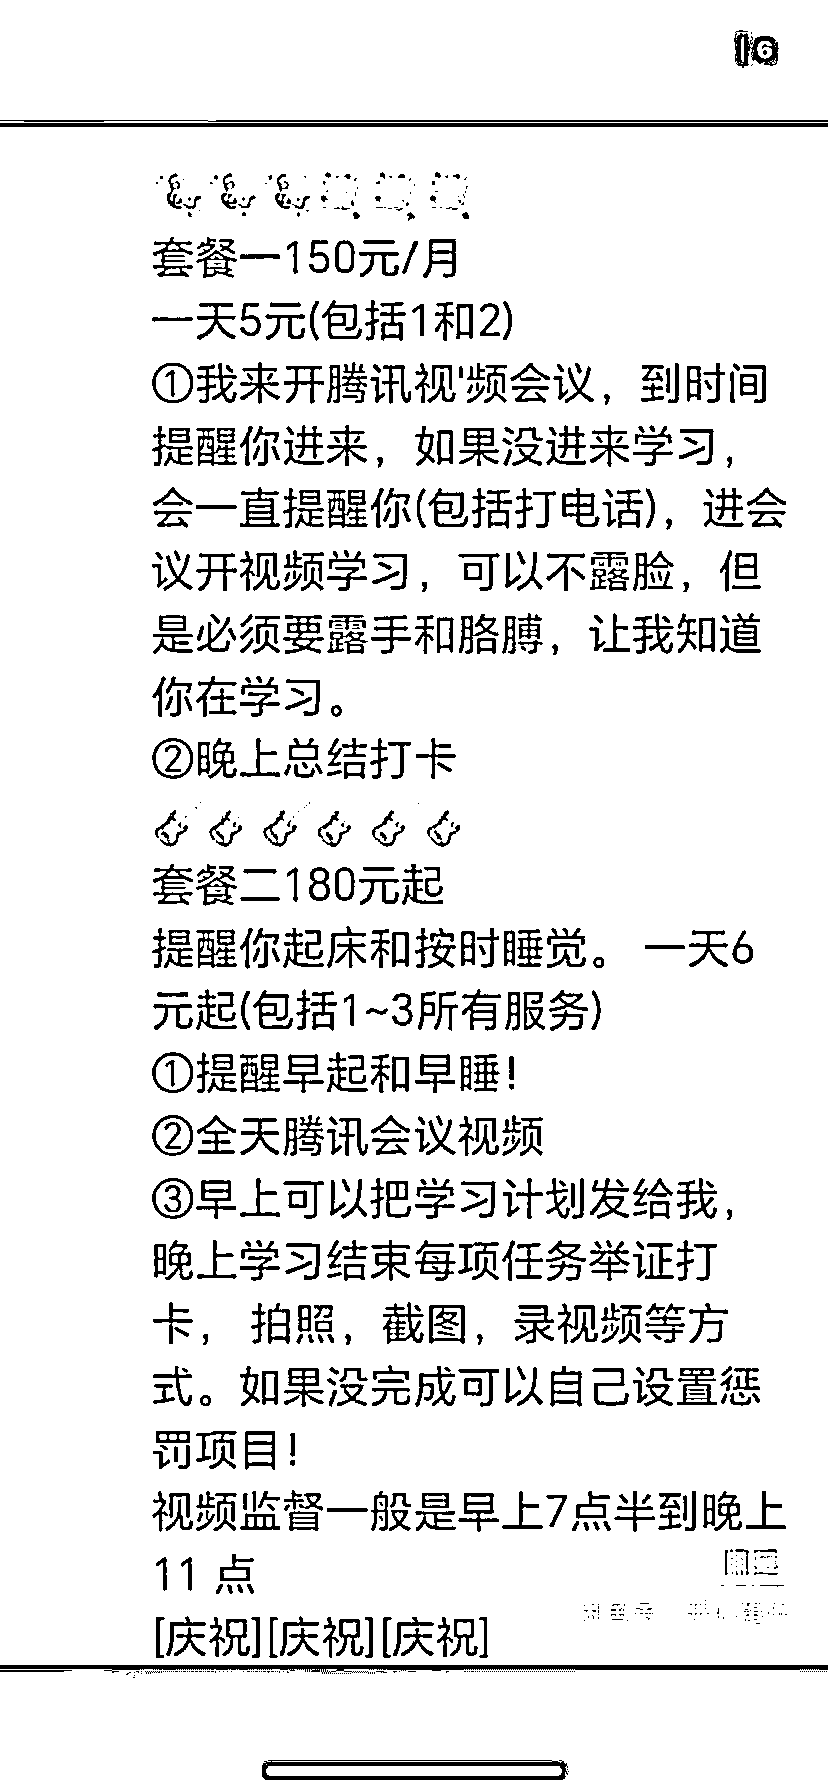 16
套餐一150元/月
一天5元(包括1和2)
①我来开腾讯视'频会议，到时间
提醒你进来，如果没进来学习，
会一直提醒你(包括打电话)，进会
议开视频学习，可以不露脸，但
是必须要露手和胳膊，让我知道
你在学习。
②晚上总结打卡
套餐二180元起
提醒你起床和按时睡觉。 一天6
元起(包括1~3所有服务)
①提醒早起和早睡！
②全天腾讯会议视频
③早上可以把学习计划发给我，
晚上学习结束每项任务举证打
卡， 拍照，截图，录视频等方
式。如果没完成可以自己设置惩
罚项目！
视频监督一般是早上7点半到晚上
11 点
[庆祝][庆祝][庆祝]